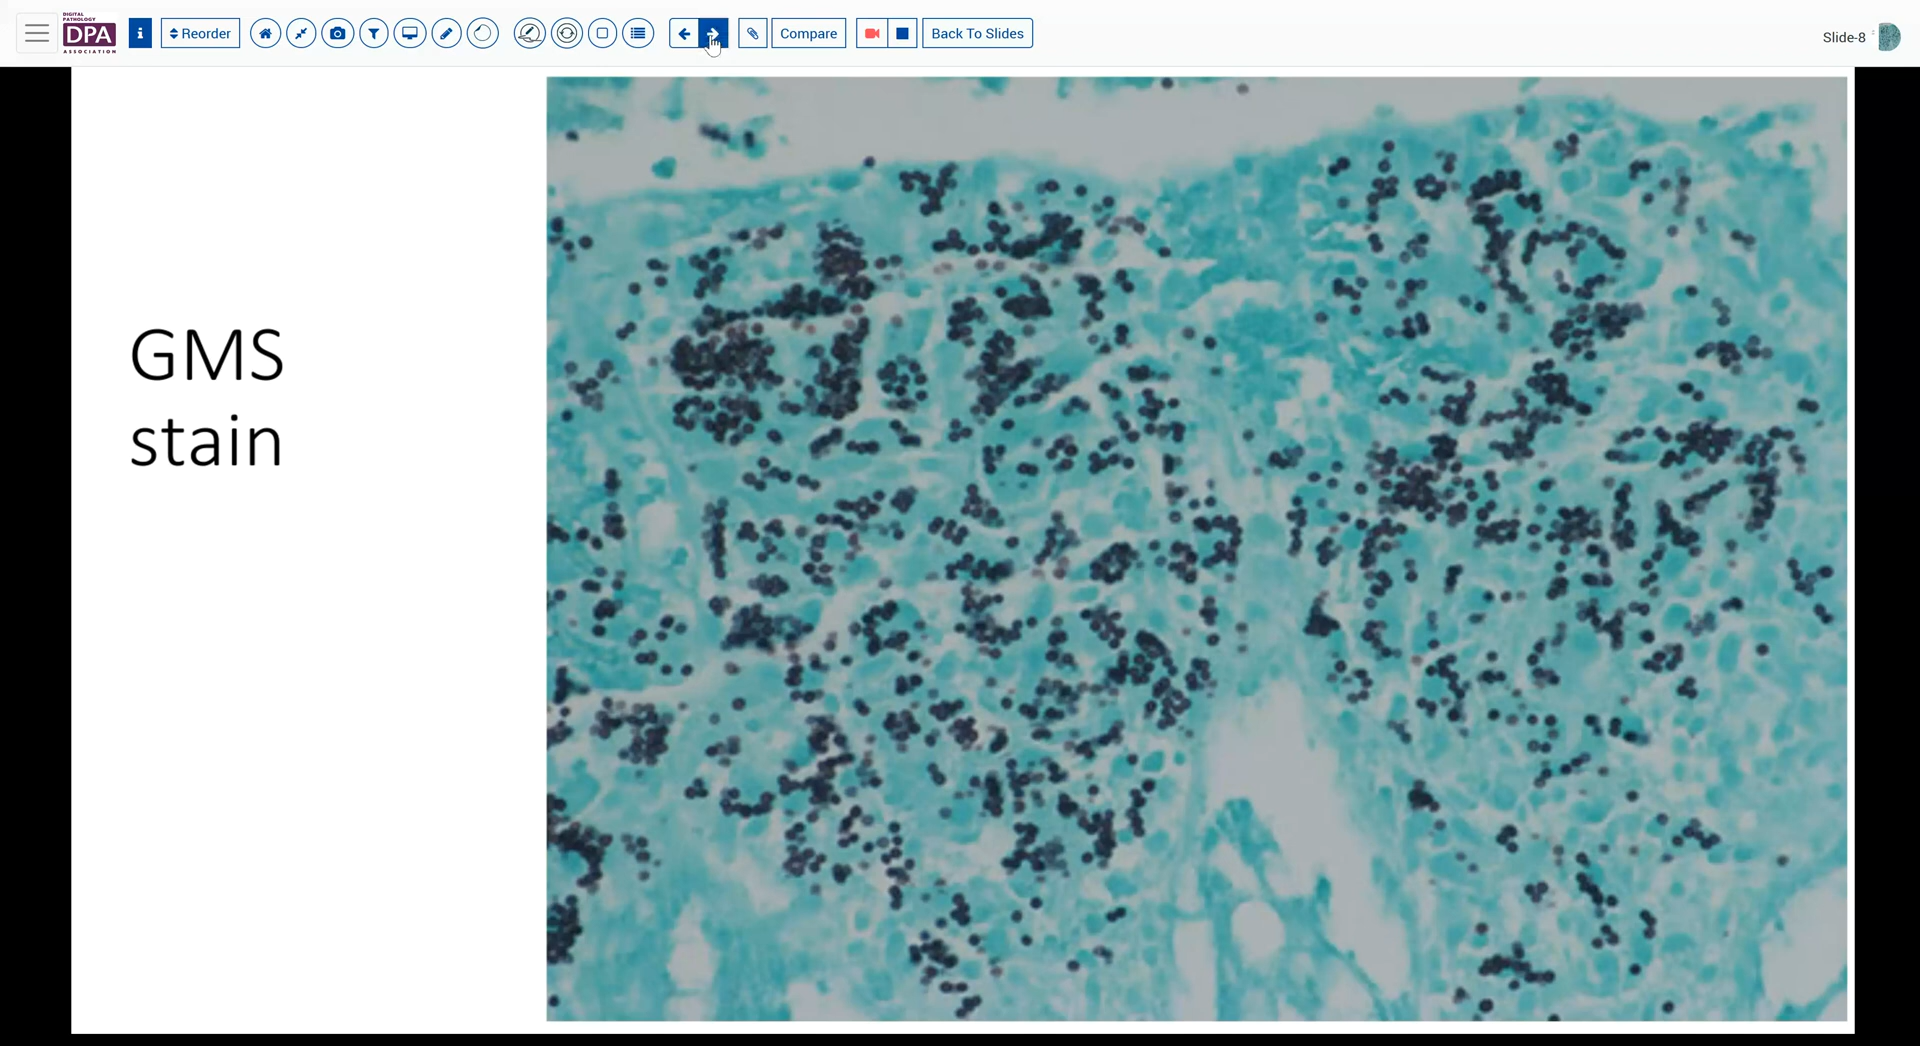 DIGITAL
PATHOLOGY
DPA
ASSOCIATION
i
Reorder
Compare
Back To Slides
Slide-8
GMS
stain